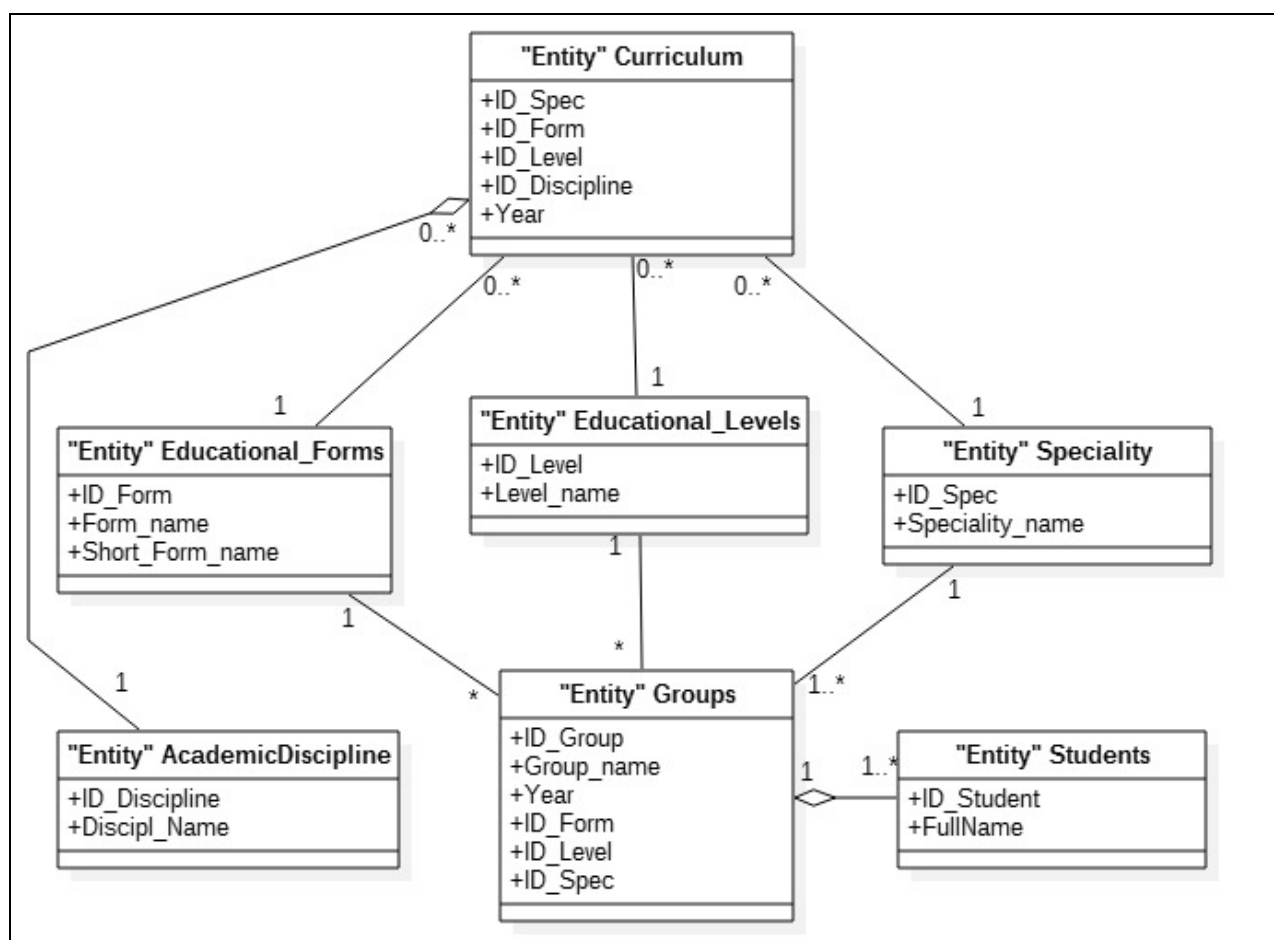 "Entity" Curriculum
+ID_Spec
+ID_Form
+ID_Level
+ID_Discipline
+Year
0..*
0..*
0..*
0..*
1
1
1
"Entity" Educational_Forms
+ID_Form
+Form_name
+Short_Form_name
"Entity" Educational_Levels
+ID_Level
+Level_name
"Entity" Speciality
+ID_Spec
+Speciality_name
1
1
1
*
*
1..*
1
"Entity" AcademicDiscipline
+ID_Discipline
+Discipl_Name
"Entity" Groups
+ID_Group
+Group_name
+Year
+ID_Form
+ID_Level
+ID_Spec
1
1..*
"Entity" Students
+ID_Student
+FullName